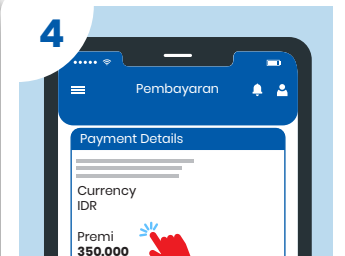 4
Pembayaran
Payment Details
Currency
IDR
Premi
350.000